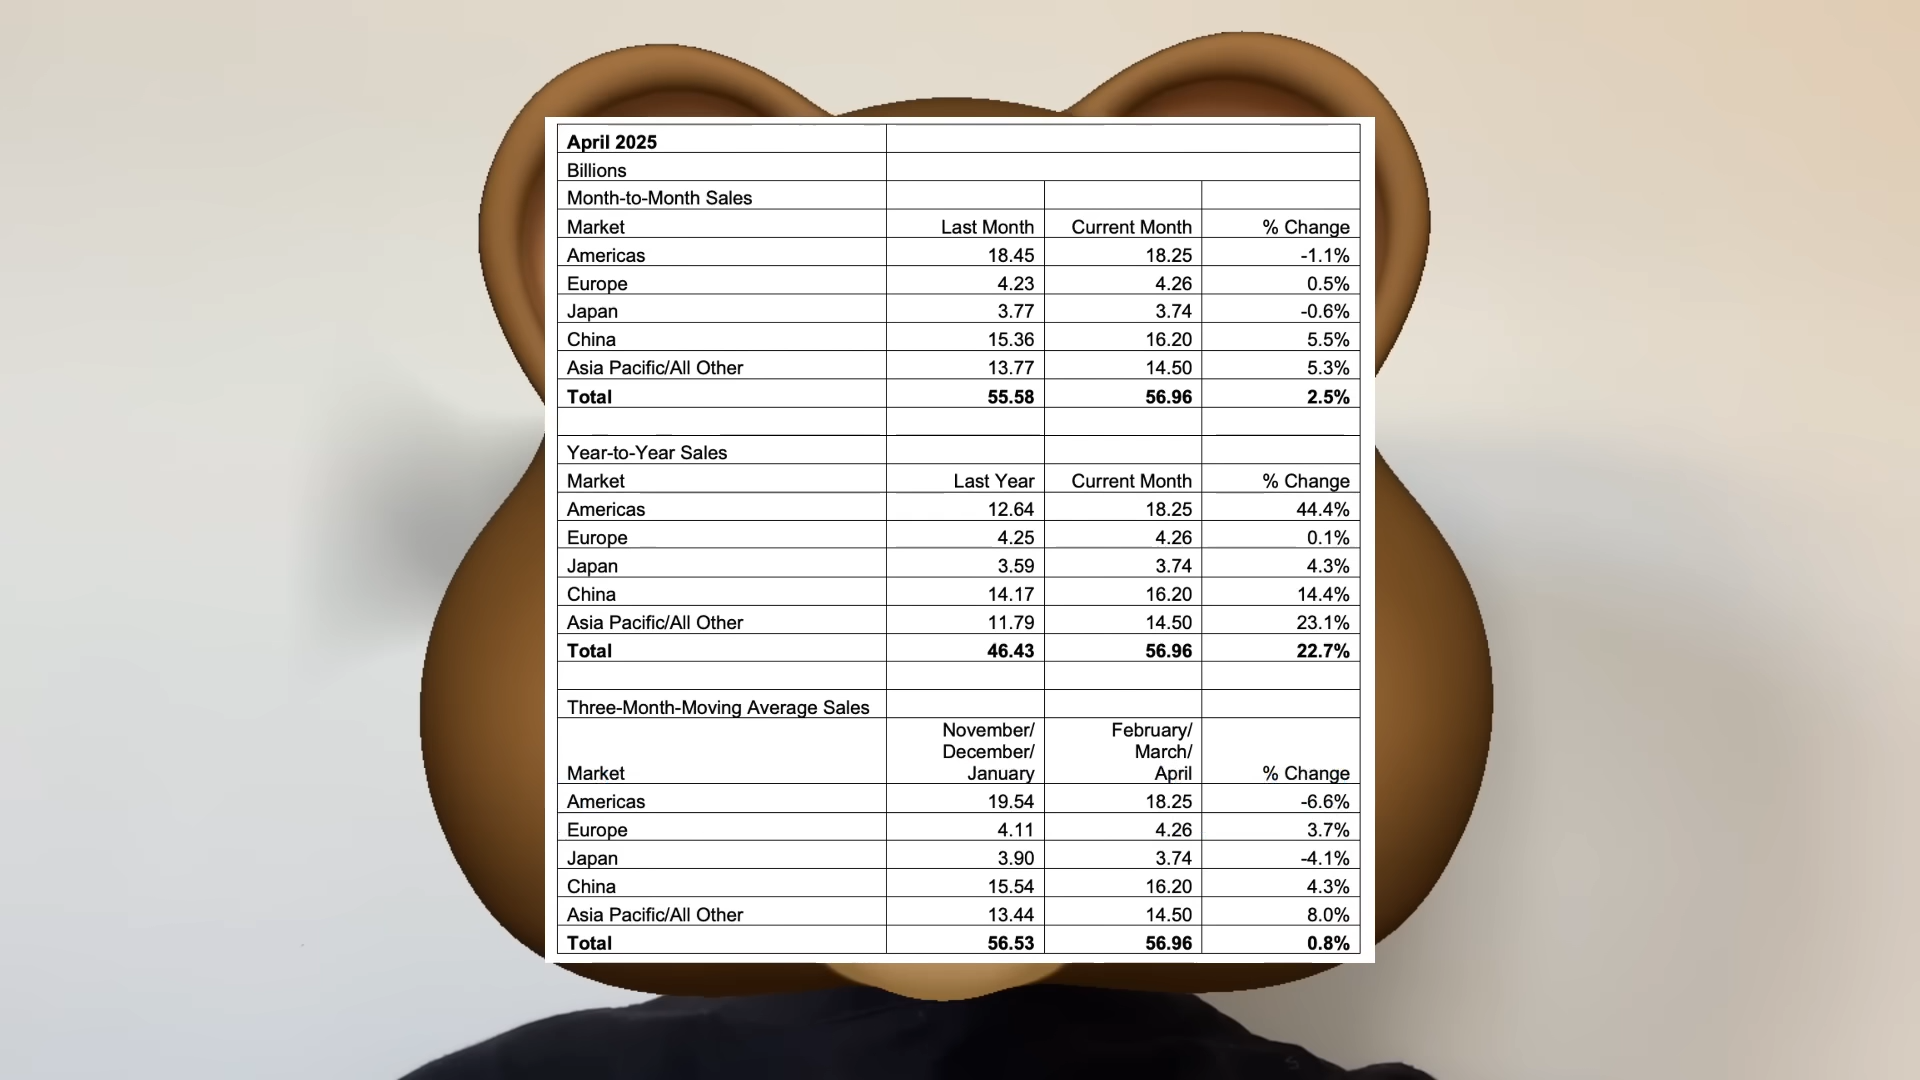 April 2025
Billions
Month-to-Month Sales
Market Last Month Current Month % Change
Americas 18.45 18.25 -1.1%
Europe 4.23 4.26 0.5%
Japan 3.77 3.74 -0.6%
China 15.36 16.20 5.5%
Asia Pacific/All Other 13.77 14.50 5.3%
Total 55.58 56.96 2.5%
Year-to-Year Sales
Market Last Year Current Month % Change
Americas 12.64 18.25 44.4%
Europe 4.25 4.26 0.1%
Japan 3.59 3.74 4.3%
China 14.17 16.20 14.4%
Asia Pacific/All Other 11.79 14.50 23.1%
Total 46.43 56.96 22.7%
Three-Month-Moving Average Sales
November/ February/
December/ March/
Market January April % Change
Americas 19.54 18.25 -6.6%
Europe 4.11 4.26 3.7%
Japan 3.90 3.74 -4.1%
China 15.54 16.20 4.3%
Asia Pacific/All Other 13.44 14.50 8.0%
Total 56.53 56.96 0.8%